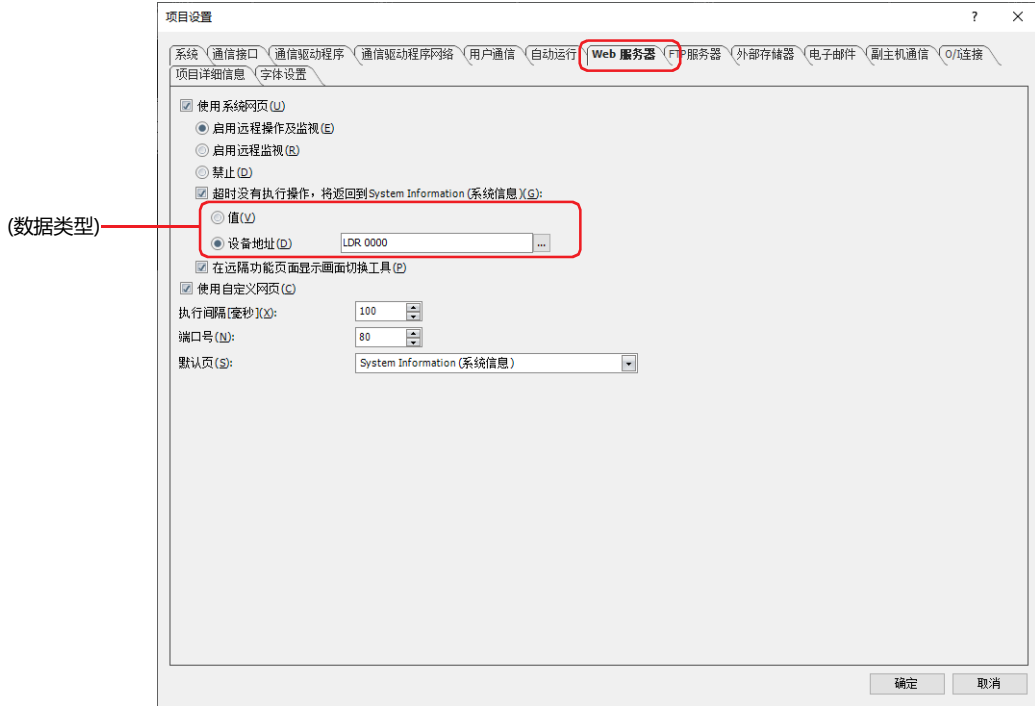 项目设置
?
系统 通信接口 通信驱动程序 通信驱动程序网络 用户通信 自动运行 Web 服务器 FTP服务器 外部存储器 电子邮件 副主机通信 O/I连接
项目详细信息 字体设置
使用系统网页(U)
启用远程操作及监视(E)
启用远程监视(R)
禁止(D)
超时没有执行操作，将返回到System Information (系统信息)(G):
(数据类型)
值(V)
设备地址(D) LDR 0000 ...
在远隔功能页面显示画面切换工具(P)
使用自定义网页(C)
执行间隔[毫秒](X): 100
端口号(N): 80
默认页(S): System Information (系统信息)
确定 取消